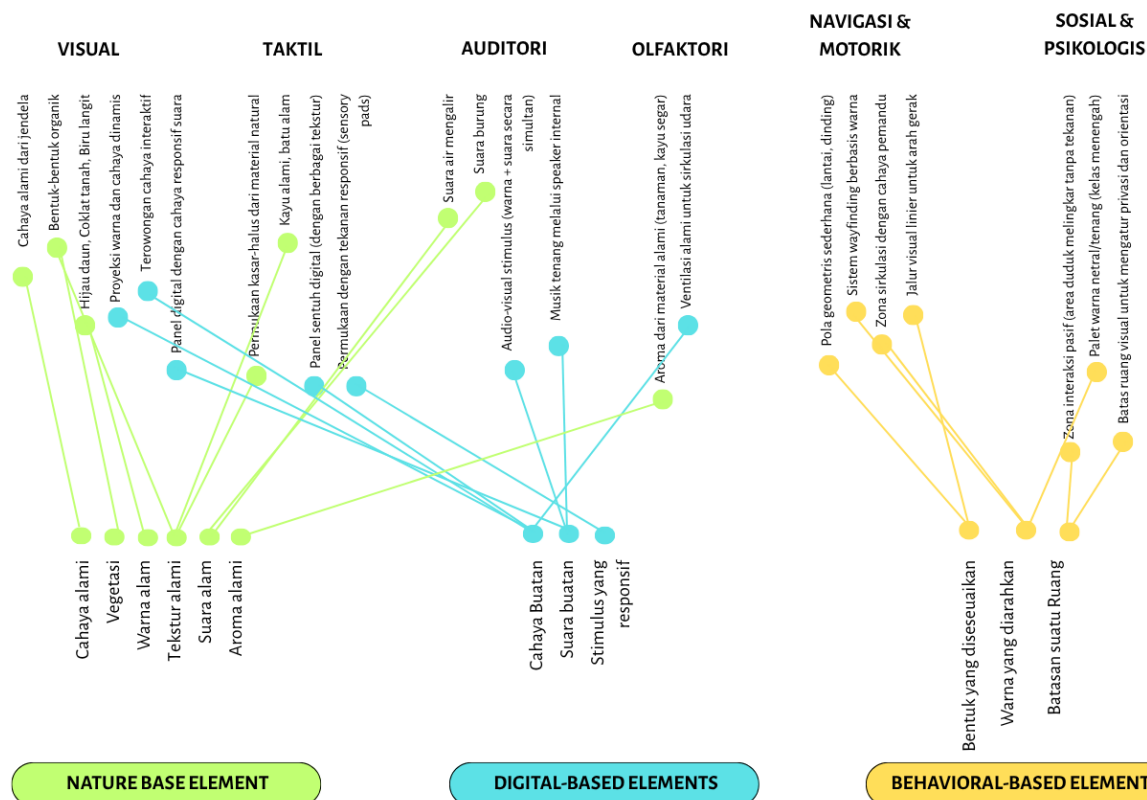 VISUAL
TAKTIL
AUDITORI
OLFAKTORI
NAVIGASI &
MOTORIK
SOSIAL &
PSIKOLOGIS
Cahaya alami dari jendela
Bentuk-bentuk organik
Hijau daun, Coklat tanah, Biru langit
Proyeksi warna dan cahaya dinamis
Terowongan cahaya interaktif
Panel digital dengan cahaya responsif suara
Permukaan kasar-halus dari material natural
Kayu alami, batu alam
Panel sentuh digital (dengan berbagai tekstur)
Permukaan dengan tekanan responsif (sensory
pads)
Suara air mengalir
Suara burung
Audio-visual stimulus (warna + suara secara
simultan)
Musik tenang melalui speaker internal
Aroma dari material alami (tanaman, kayu segar)
Ventilasi alami untuk sirkulasi udara
Pola geometris sederhana (lantai, dinding)
Sistem wayfinding berbasis warna
Zona sirkulasi dengan cahaya pemandu
Jalur visual linier untuk arah gerak
Zona interaksi pasif (area duduk melingkar tanpa tekanan)
Palet warna netral/tenang (kelas menengah)
Batas ruang visual untuk mengatur privasi dan orientasi
Cahaya alami
Vegetasi
Warna alam
Tekstur alami
Suara alam
Aroma alami
Cahaya Buatan
Suara buatan
Stimulus yang
responsif
Bentuk yang diseseuaikan
Warna yang diarahkan
Batasan suatu Ruang
NATURE BASE ELEMENT
DIGITAL-BASED ELEMENTS
BEHAVIORAL-BASED ELEMENT